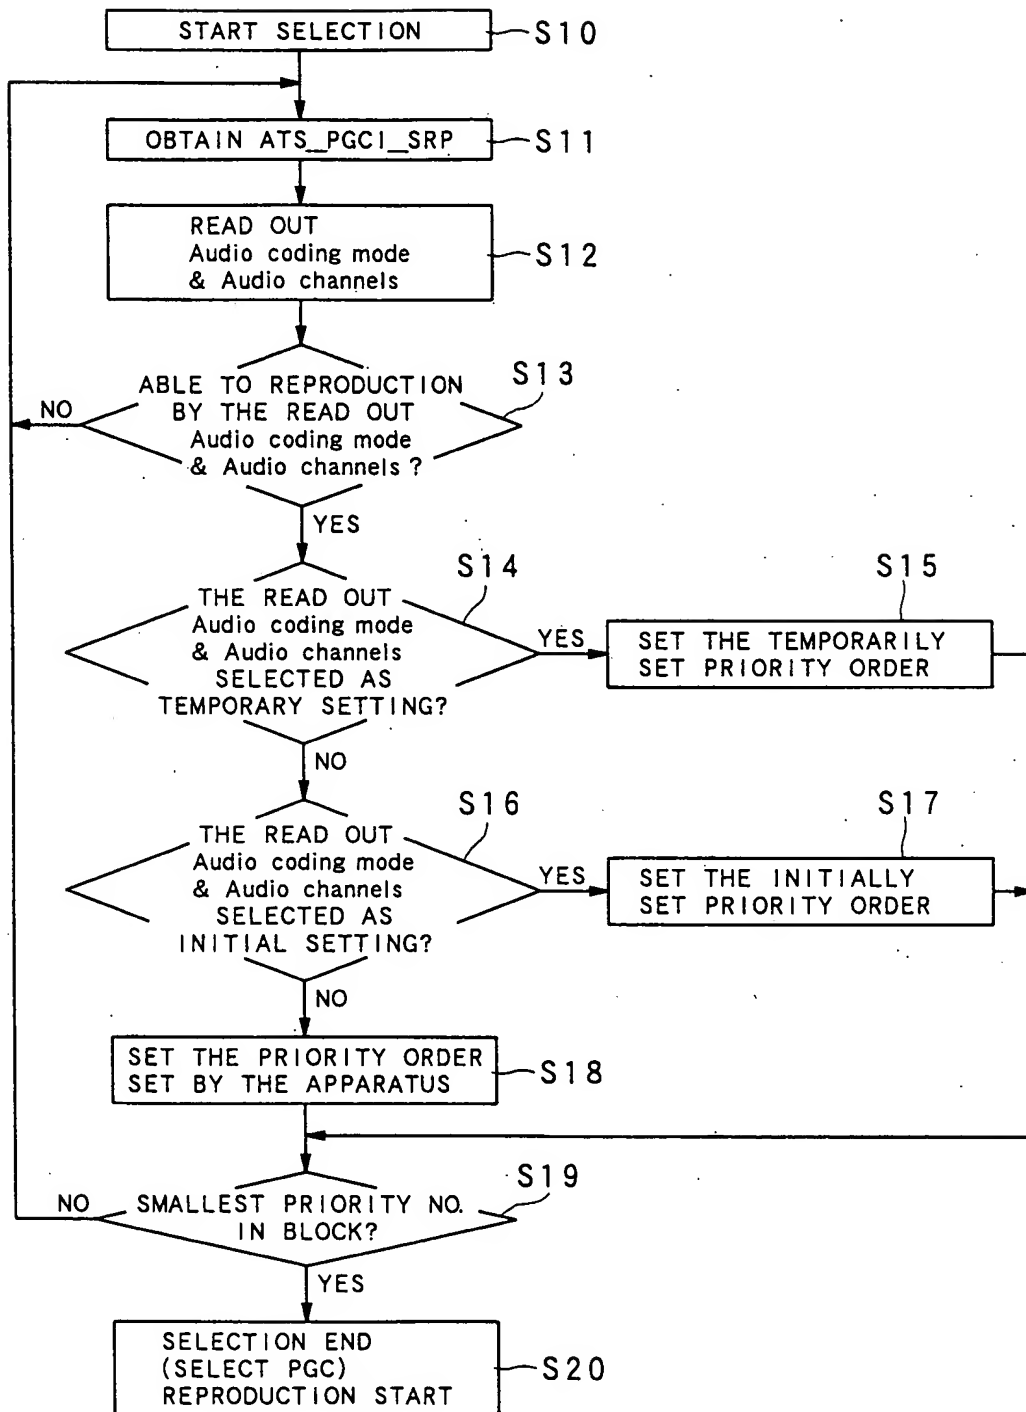 START SELECTION
S10
OBTAIN ATS_PGCI_SRP
S11
READ OUT
Audio coding mode
& Audio channels
S12
ABLE TO REPRODUCTION
BY THE READ OUT
Audio coding mode
& Audio channels ?
S13
NO
YES
THE READ OUT
Audio coding mode
& Audio channels
SELECTED AS
TEMPORARY SETTING?
S14
YES
SET THE TEMPORARILY
SET PRIORITY ORDER
S15
NO
THE READ OUT
Audio coding mode
& Audio channels
SELECTED AS
INITIAL SETTING?
S16
YES
SET THE INITIALLY
SET PRIORITY ORDER
S17
NO
SET THE PRIORITY ORDER
SET BY THE APPARATUS
S18
SMALLEST PRIORITY NO.
IN BLOCK?
S19
NO
YES
SELECTION END
(SELECT PGC)
REPRODUCTION START
S20